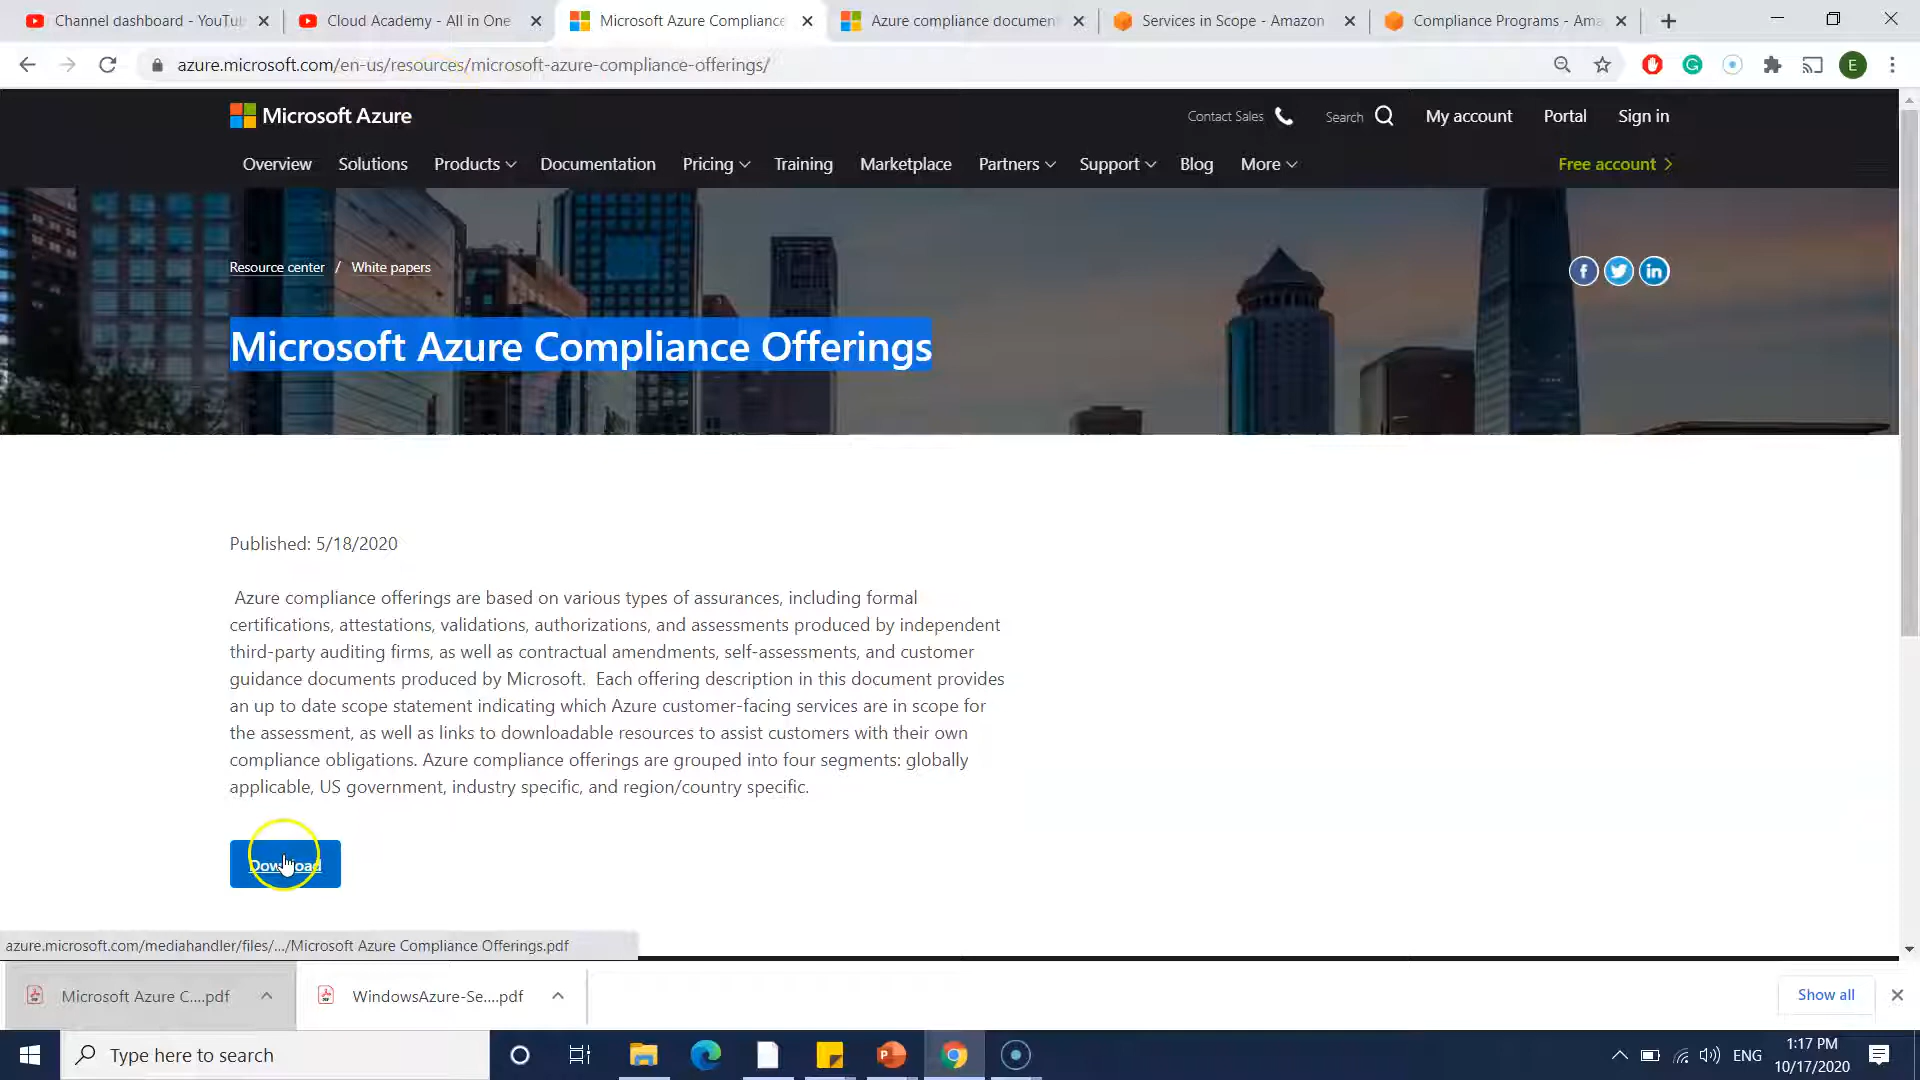 Channel dashboard - YouTu
Cloud Academy - All in One
Microsoft Azure Compliance
Azure compliance document
Services in Scope - Amazon
Compliance Programs - Ama
azure.microsoft.com/en-us/resources/microsoft-azure-compliance-offerings/
E
Microsoft Azure
Contact Sales
Search
My account
Portal
Sign in
Overview
Solutions
Products
Documentation
Pricing
Training
Marketplace
Partners
Support
Blog
More
Free account
Resource center / White papers
Microsoft Azure Compliance Offerings
Published: 5/18/2020
Azure compliance offerings are based on various types of assurances, including formal
certifications, attestations, validations, authorizations, and assessments produced by independent
third-party auditing firms, as well as contractual amendments, self-assessments, and customer
guidance documents produced by Microsoft. Each offering description in this document provides
an up to date scope statement indicating which Azure customer-facing services are in scope for
the assessment, as well as links to downloadable resources to assist customers with their own
compliance obligations. Azure compliance offerings are grouped into four segments: globally
applicable, US government, industry specific, and region/country specific.
Download
azure.microsoft.com/mediahandler/files/.../Microsoft Azure Compliance Offerings.pdf
Microsoft Azure C....pdf
WindowsAzure-Se....pdf
Show all
Type here to search
ENG
1:17 PM
10/17/2020